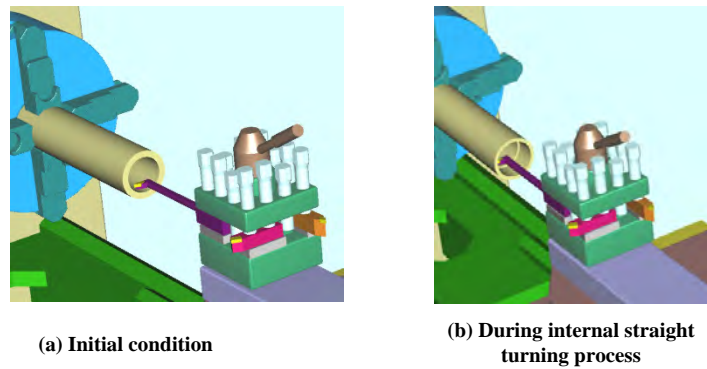 (a) Initial condition
(b) During internal straight
turning process